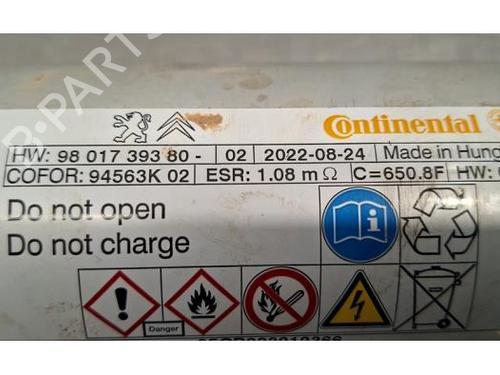 B-PARTS
Continental
HW: 98 017 393 80- 02 2022-08-24 Made in Hung
COFOR: 94563K 02 ESR: 1.08 m Ω C=650.8F HW:
Do not open
Do not charge
Danger